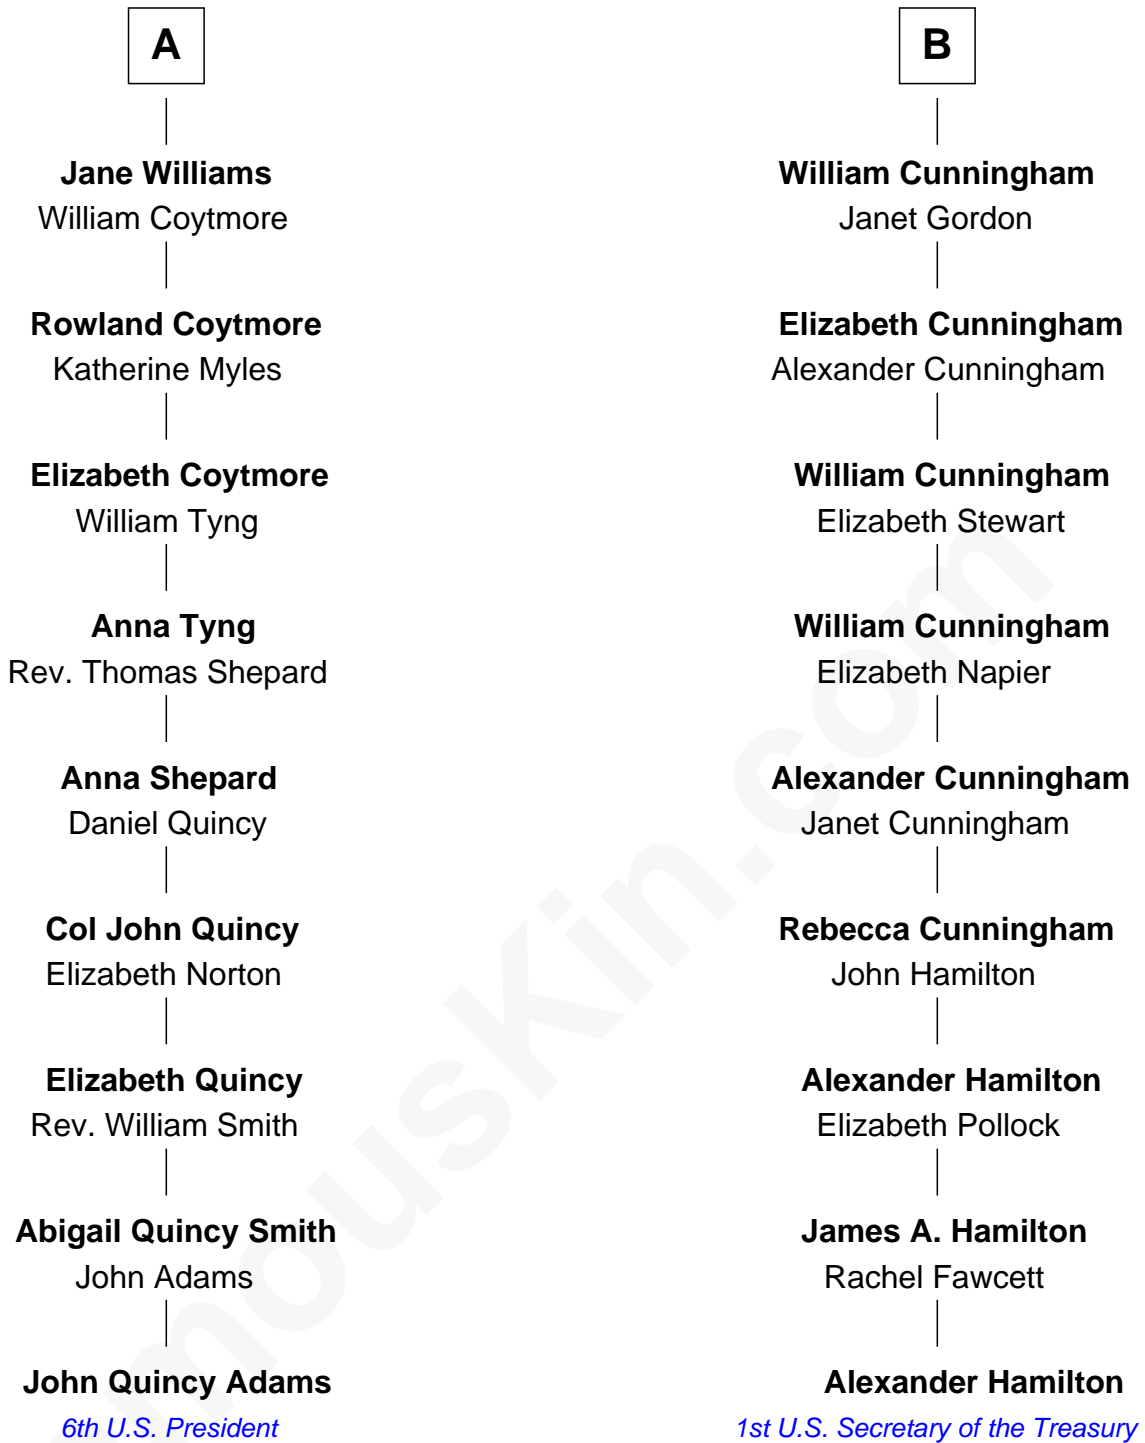 A
Jane Williams
William Coytmore
Rowland Coytmore
Katherine Myles
Elizabeth Coytmore
William Tyng
Anna Tyng
Rev. Thomas Shepard
Anna Shepard
Daniel Quincy
Col John Quincy
Elizabeth Norton
Elizabeth Quincy
Rev. William Smith
Abigail Quincy Smith
John Adams
John Quincy Adams
6th U.S. President
B
William Cunningham
Janet Gordon
Elizabeth Cunningham
Alexander Cunningham
William Cunningham
Elizabeth Stewart
William Cunningham
Elizabeth Napier
Alexander Cunningham
Janet Cunningham
Rebecca Cunningham
John Hamilton
Alexander Hamilton
Elizabeth Pollock
James A. Hamilton
Rachel Fawcett
Alexander Hamilton
1st U.S. Secretary of the Treasury
mousKin.com